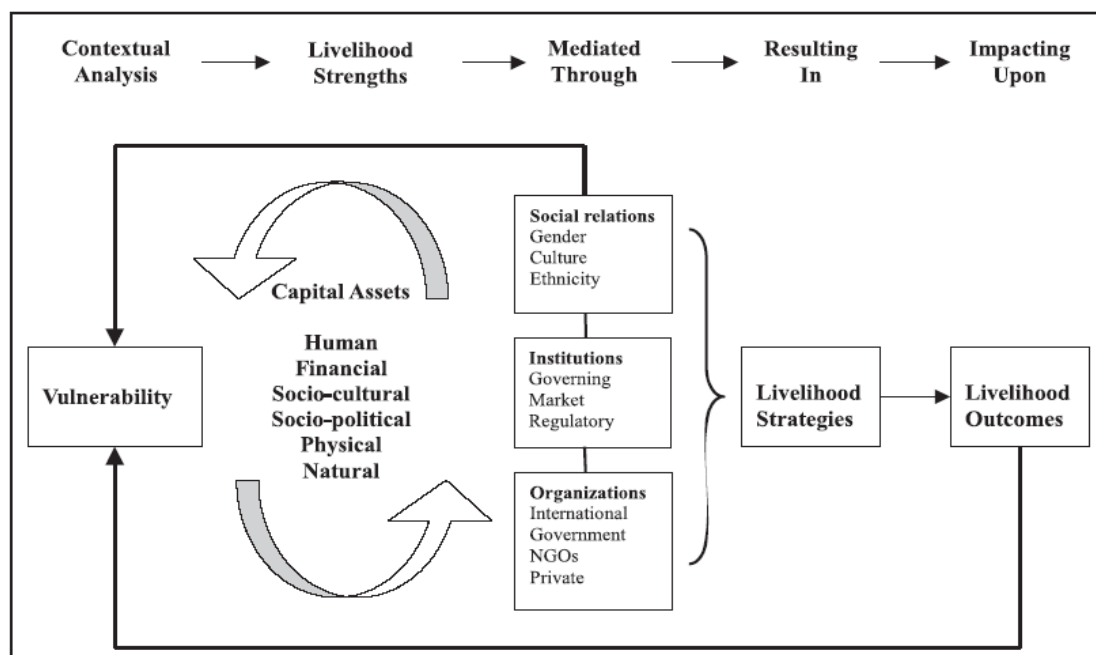 Contextual
Analysis
Livelihood
Strengths
Mediated
Through
Resulting
In
Impacting
Upon
Vulnerability
Capital Assets
Human
Financial
Socio-cultural
Socio-political
Physical
Natural
Social relations
Gender
Culture
Ethnicity
Institutions
Governing
Market
Regulatory
Organizations
International
Government
NGOs
Private
Livelihood
Strategies
Livelihood
Outcomes